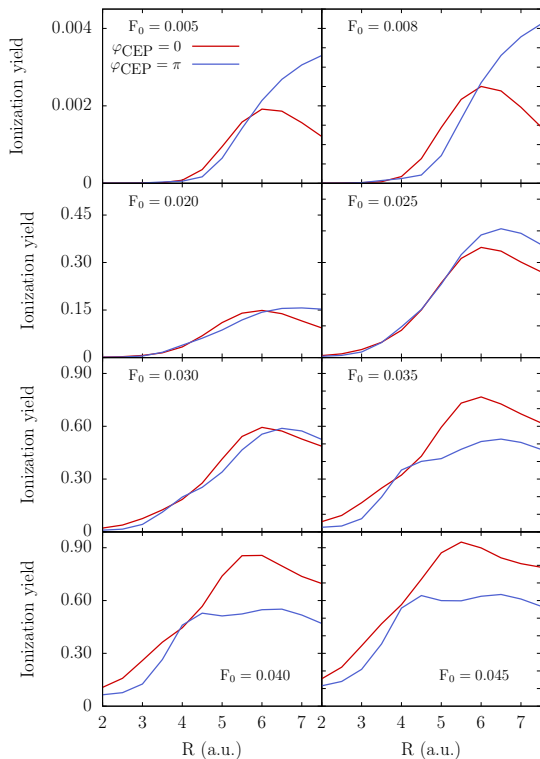 0.004
F₀ = 0.005
F₀ = 0.008
φCEP = 0
φCEP = π
Ionization yield
0.002
0
0.45
F₀ = 0.020
F₀ = 0.025
Ionization yield
0.30
0.15
0
0.90
F₀ = 0.030
F₀ = 0.035
Ionization yield
0.60
0.30
0
0.90
Ionization yield
0.60
0.30
F₀ = 0.040
F₀ = 0.045
0
2 3 4 5 6 7 2 3 4 5 6 7
R (a.u.) R (a.u.)